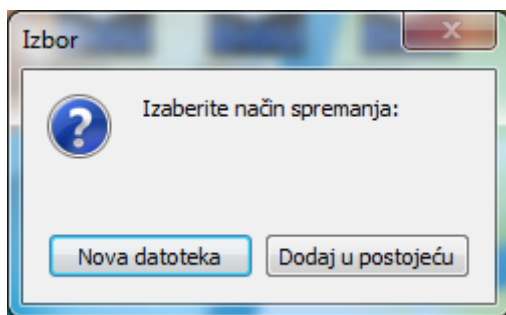 Izbor
Izaberite način spremanja:
Nova datoteka
Dodaj u postojeću